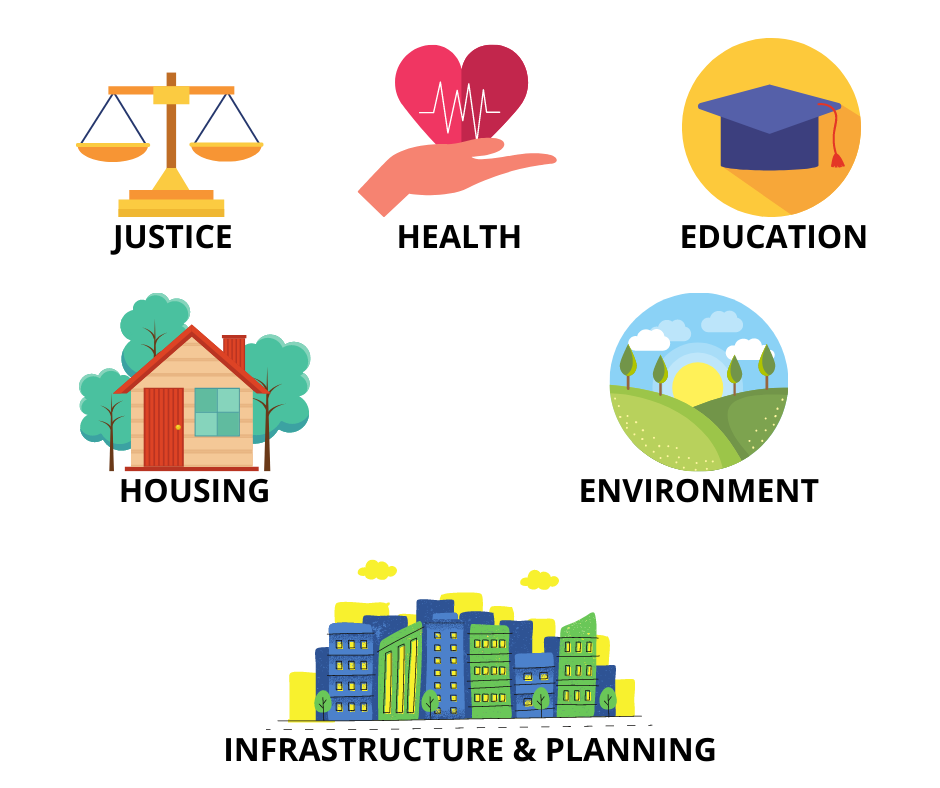 JUSTICE
HEALTH
EDUCATION
HOUSING
ENVIRONMENT
INFRASTRUCTURE & PLANNING